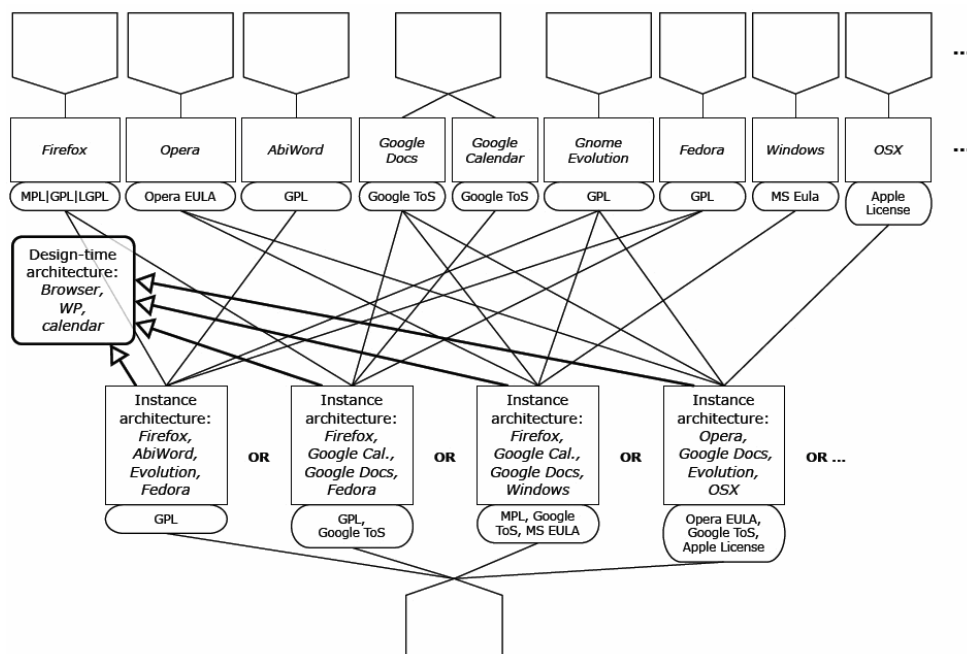 ...
Firefox
Opera
AbiWord
Google
Docs
Google
Calendar
Gnome
Evolution
Fedora
Windows
OSX
...
MPL|GPL|LGPL
Opera EULA
GPL
Google ToS
Google ToS
GPL
GPL
MS Eula
Apple
License
Design-time
architecture:
Browser,
WP,
calendar
Instance
architecture:
Firefox,
AbiWord,
Evolution,
Fedora
OR
Instance
architecture:
Firefox,
Google Cal.,
Google Docs,
Fedora
OR
Instance
architecture:
Firefox,
Google Cal.,
Google Docs,
Windows
OR
Instance
architecture:
Opera,
Google Docs,
Evolution,
OSX
OR ...
GPL
GPL,
Google ToS
MPL, Google
ToS, MS EULA
Opera EULA,
Google ToS,
Apple License